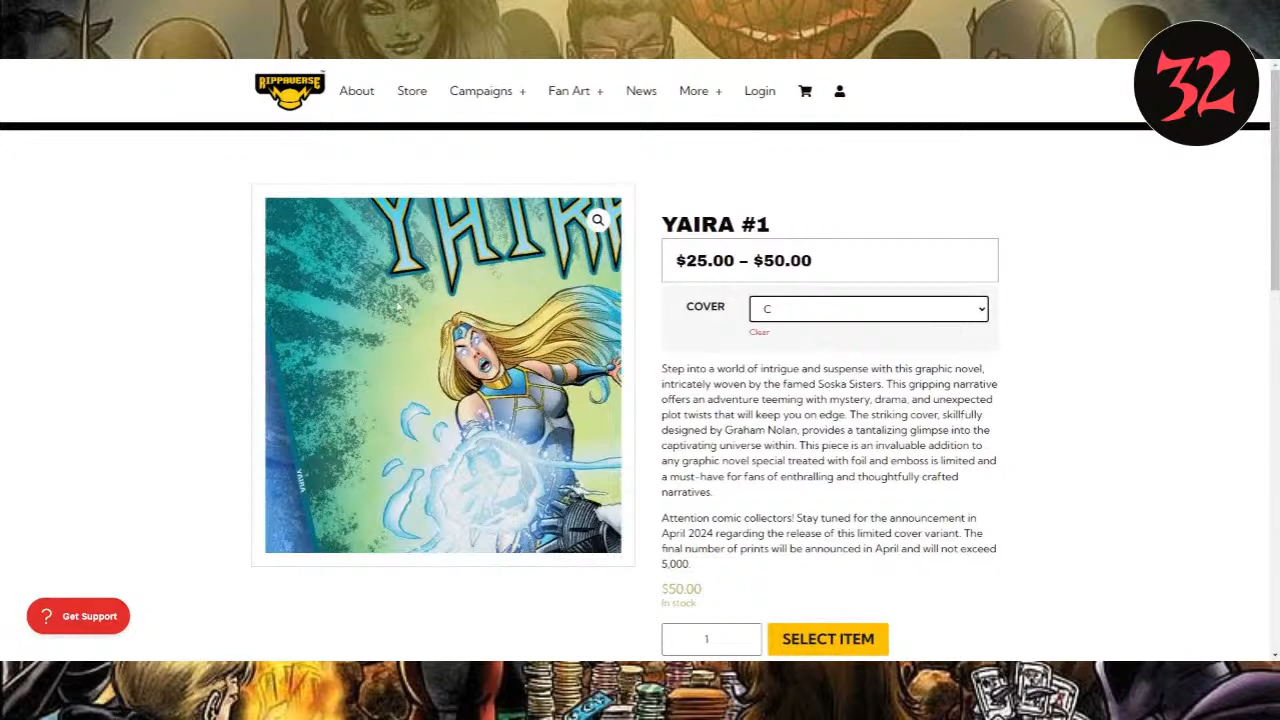 32
RIPPAVERSE
About Store Campaigns + Fan Art + News More + Login
YAIRA
YAIRA
YAIRA #1
$25.00 – $50.00
COVER C
Clear
Step into a world of intrigue and suspense with this graphic novel,
intricately woven by the famed Soska Sisters. This gripping narrative
offers an adventure teeming with mystery, drama, and unexpected
plot twists that will keep you on edge. The striking cover, skillfully
designed by Graham Nolan, provides a tantalizing glimpse into the
captivating universe within. This piece is an invaluable addition to
any graphic novel special treated with foil and emboss is limited and
a must-have for fans of enthralling and thoughtfully crafted
narratives.
Attention comic collectors! Stay tuned for the announcement in
April 2024 regarding the release of this limited cover variant. The
final number of prints will be announced in April and will not exceed
5,000.
$50.00
In stock
1 SELECT ITEM
? Get Support